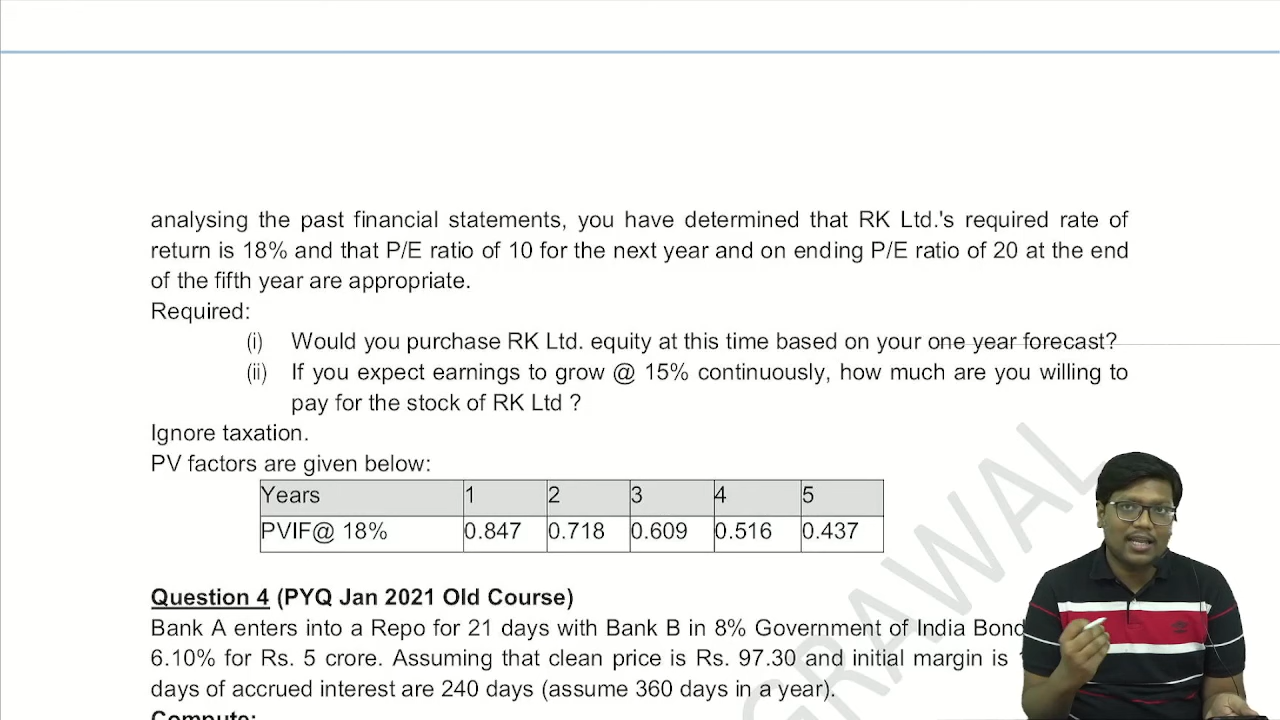 analysing the past financial statements, you have determined that RK Ltd.'s required rate of
return is 18% and that P/E ratio of 10 for the next year and on ending P/E ratio of 20 at the end
of the fifth year are appropriate.
Required:
(i) Would you purchase RK Ltd. equity at this time based on your one year forecast?
(ii) If you expect earnings to grow @ 15% continuously, how much are you willing to
pay for the stock of RK Ltd ?
Ignore taxation.
PV factors are given below:
Years 1 2 3 4 5
PVIF@ 18% 0.847 0.718 0.609 0.516 0.437
GRAWAL
Question 4 (PYQ Jan 2021 Old Course)
Bank A enters into a Repo for 21 days with Bank B in 8% Government of India Bond
6.10% for Rs. 5 crore. Assuming that clean price is Rs. 97.30 and initial margin is
days of accrued interest are 240 days (assume 360 days in a year).
Compute: